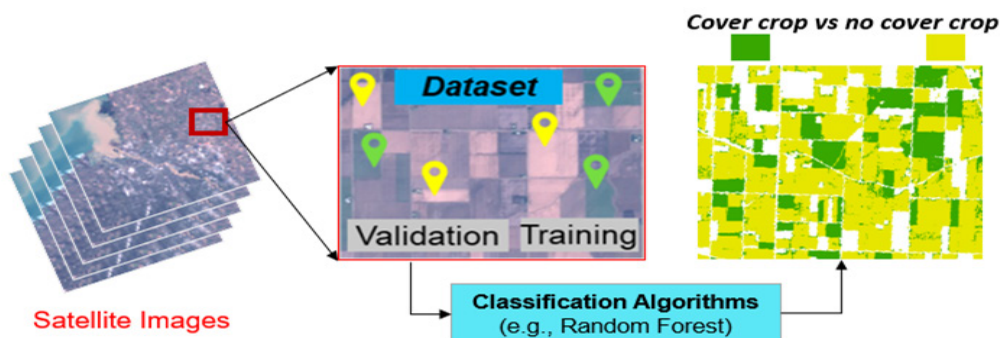 Cover crop vs no cover crop
Dataset
Validation Training
Satellite Images
Classification Algorithms
(e.g., Random Forest)